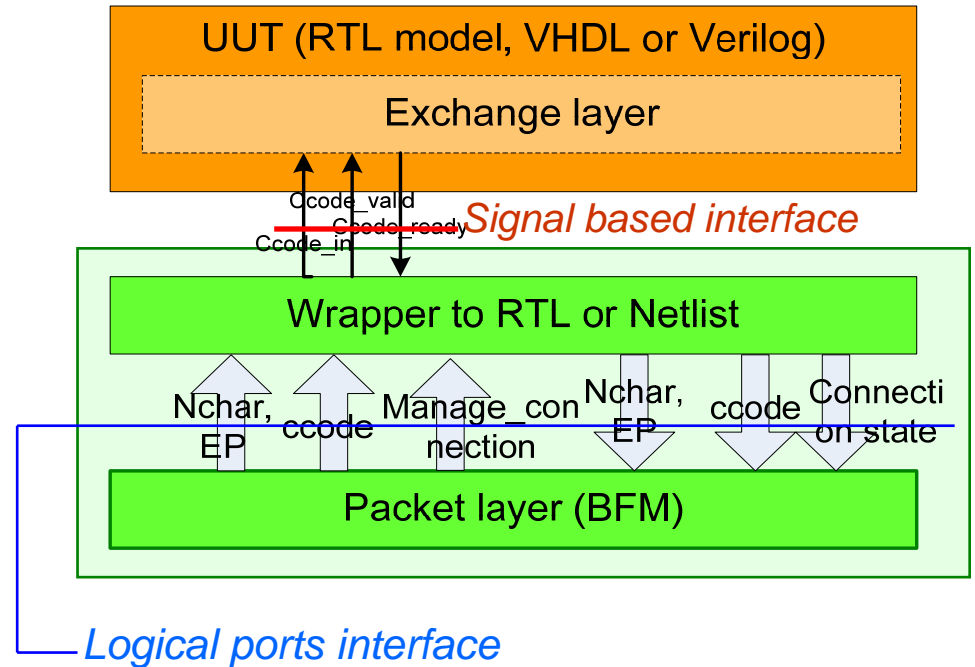 UUT (RTL model, VHDL or Verilog)
Exchange layer
Ccode_valid
Ccode_ready
Signal based interface
Ccode_in
Wrapper to RTL or Netlist
Nchar,
EP
ccode
Manage_con
nection
Nchar,
EP
ccode
Connecti
on state
Packet layer (BFM)
Logical ports interface